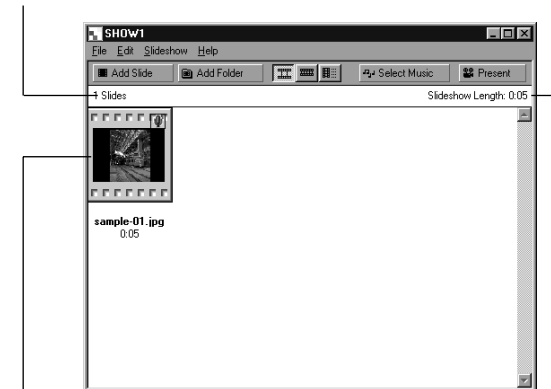 SHOW1
File Edit Slideshow Help
Add Slide Add Folder Select Music Present
1 Slides Slideshow Length: 0:05
sample-01.jpg
0:05